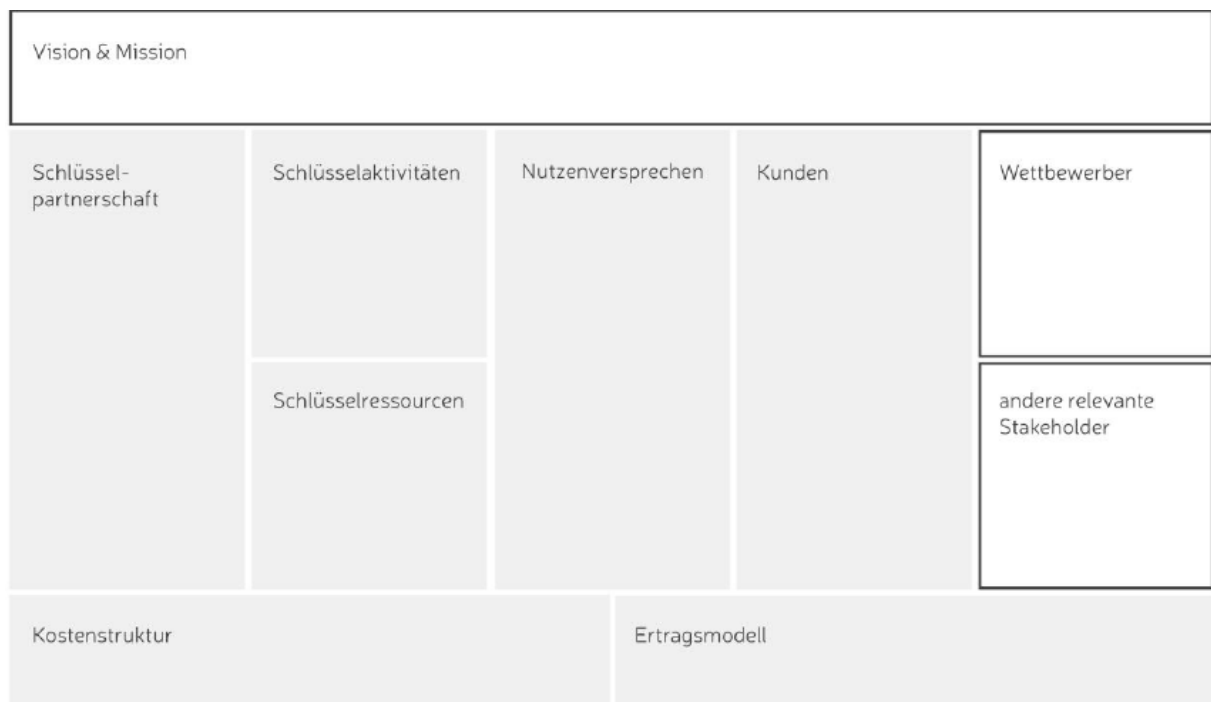 Vision & Mission
Schlüssel-
partnerschaft
Schlüsselaktivitäten
Nutzenversprechen
Kunden
Wettbewerber
Schlüsselressourcen
andere relevante
Stakeholder
Kostenstruktur
Ertragsmodell